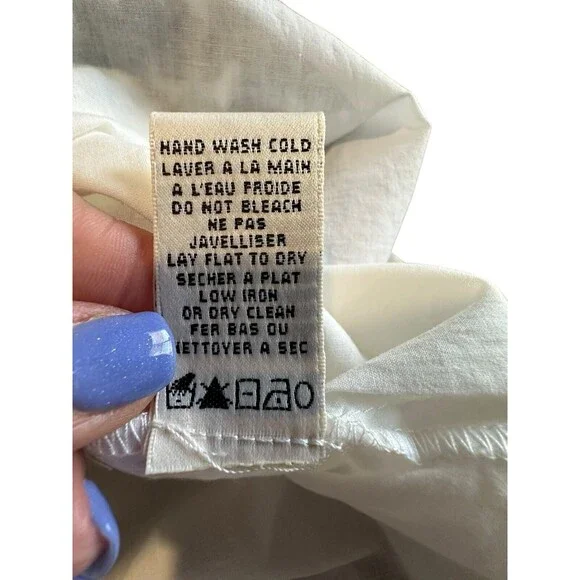 HAND WASH COLD
LAVER A LA MAIN
A L'EAU FROIDE
DO NOT BLEACH
NE PAS
JAVELLISER
LAY FLAT TO DRY
SECHER A PLAT
LOW IRON
OR DRY CLEAN
FER BAS OU
NETTOYER A SEC